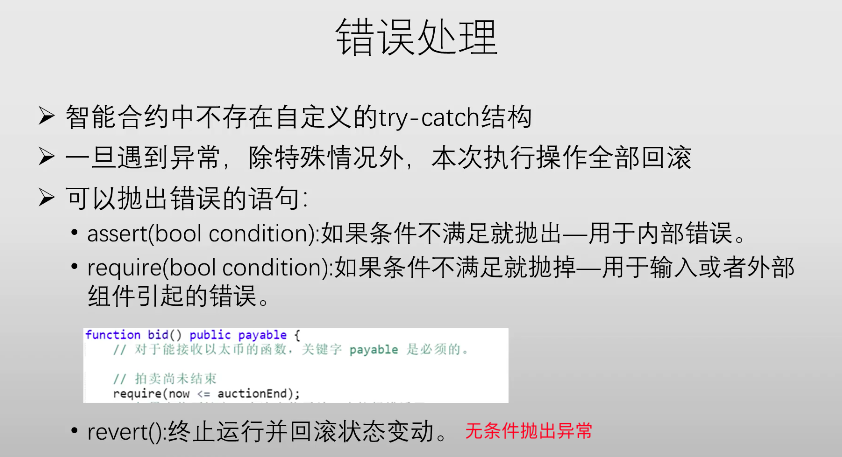 错误处理
➢ 智能合约中不存在自定义的try-catch结构
➢ 一旦遇到异常，除特殊情况外，本次执行操作全部回滚
➢ 可以抛出错误的语句：
• assert(bool condition):如果条件不满足就抛出—用于内部错误。
• require(bool condition):如果条件不满足就抛掉—用于输入或者外部
组件引起的错误。
function bid() public payable {
// 对于能接收以太币的函数，关键字 payable 是必须的。
// 拍卖尚未结束
require(now <= auctionEnd);
• revert():终止运行并回滚状态变动。 无条件抛出异常